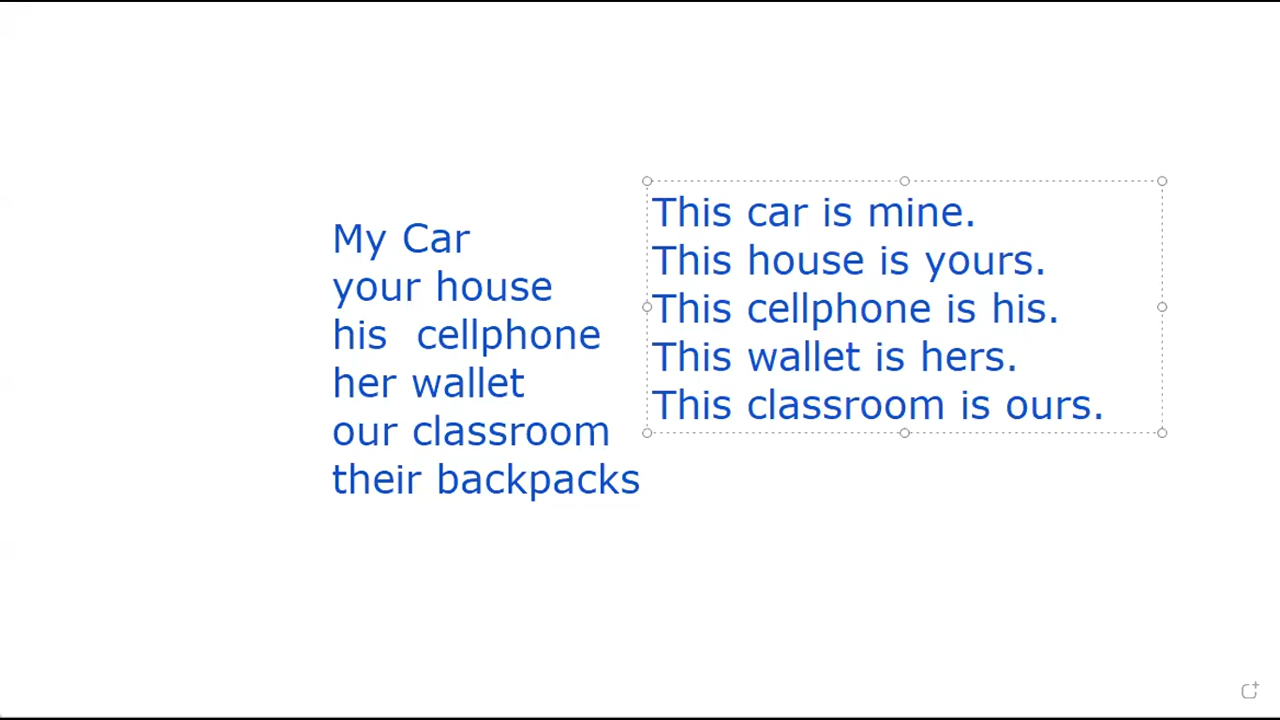 My Car
your house
his  cellphone
her wallet
our classroom
their backpacks
This car is mine.
This house is yours.
This cellphone is his.
This wallet is hers.
This classroom is ours.